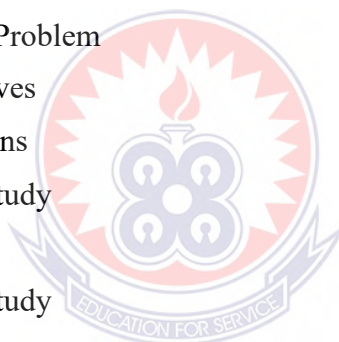 Problem
ves
ns
tudy
tudy
EDUCATION FOR SERVICE